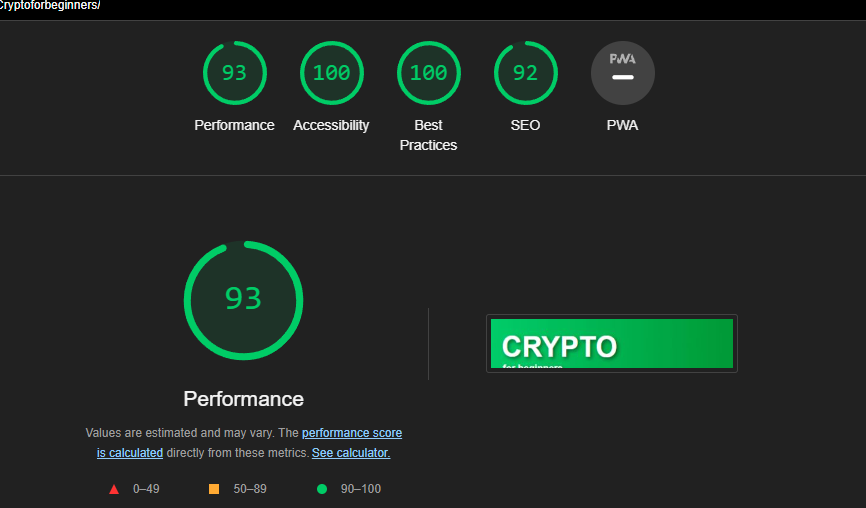 Cryptoforbeginners/
93
100
100
92
PWA
Performance
Accessibility
Best
Practices
SEO
PWA
93
CRYPTO
for beginners
Performance
Values are estimated and may vary. The performance score
is calculated directly from these metrics. See calculator.
0–49
50–89
90–100